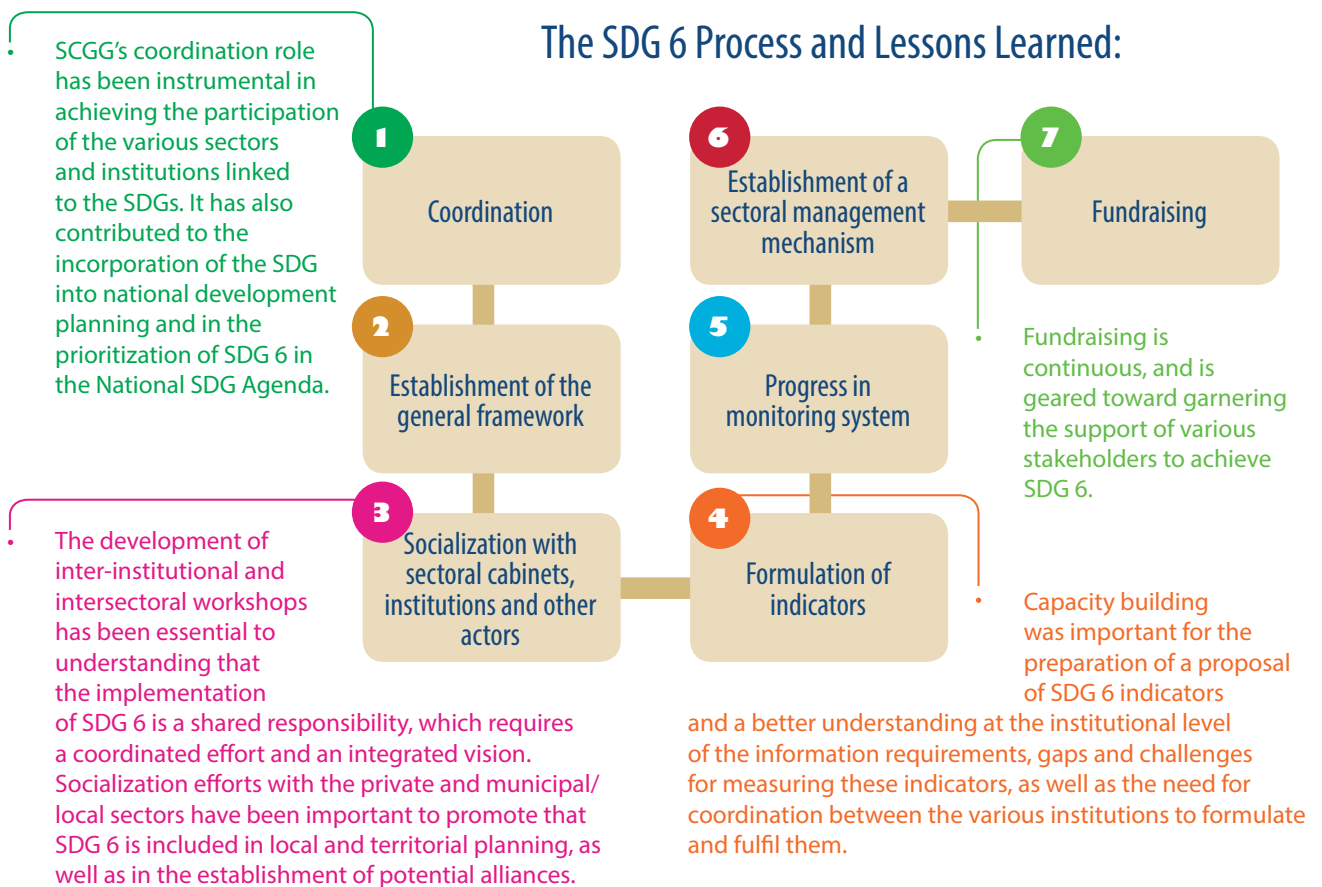 The SDG 6 Process and Lessons Learned:
• SCGG's coordination role
has been instrumental in
achieving the participation
of the various sectors
and institutions linked
to the SDGs. It has also
contributed to the
incorporation of the SDG
into national development
planning and in the
prioritization of SDG 6 in
the National SDG Agenda.
1
Coordination
2
Establishment of the
general framework
3
Socialization with
sectoral cabinets,
institutions and other
actors
• The development of
inter-institutional and
intersectoral workshops
has been essential to
understanding that
the implementation
of SDG 6 is a shared responsibility, which requires
a coordinated effort and an integrated vision.
Socialization efforts with the private and municipal/
local sectors have been important to promote that
SDG 6 is included in local and territorial planning, as
well as in the establishment of potential alliances.
4
Formulation of
indicators
• Capacity building
was important for the
preparation of a proposal
of SDG 6 indicators
and a better understanding at the institutional level
of the information requirements, gaps and challenges
for measuring these indicators, as well as the need for
coordination between the various institutions to formulate
and fulfil them.
5
Progress in
monitoring system
6
Establishment of a
sectoral management
mechanism
7
Fundraising
• Fundraising is
continuous, and is
geared toward garnering
the support of various
stakeholders to achieve
SDG 6.